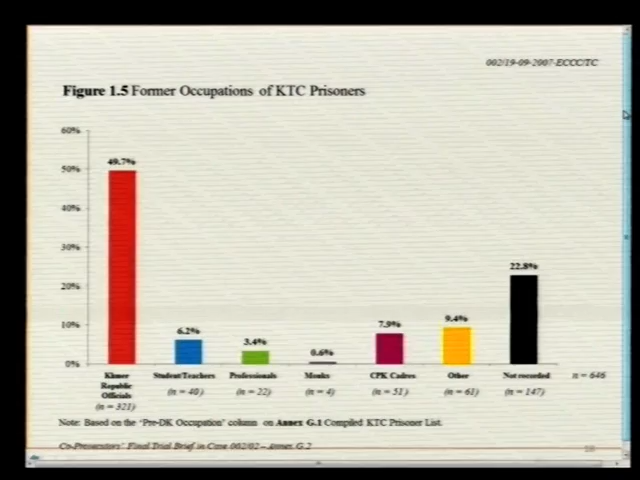 002/19-09-2007-ECCC/TC
Figure 1.5 Former Occupations of KTC Prisoners
60%
50%
40%
30%
20%
10%
0%
49.7%
6.2%
3.4%
0.6%
7.9%
9.4%
22.8%
Khmer Republic Officials
(n = 321)
Student/Teachers
(n = 40)
Professionals
(n = 22)
Monks
(n = 4)
CPK Cadres
(n = 51)
Other
(n = 61)
Not recorded
(n = 147)
n = 646
Note: Based on the 'Pre-DK Occupation' column on Annex G.1 Compiled KTC Prisoner List.
Co-Prosecutors' Final Trial Brief in Case 002/02 – Annex G.2